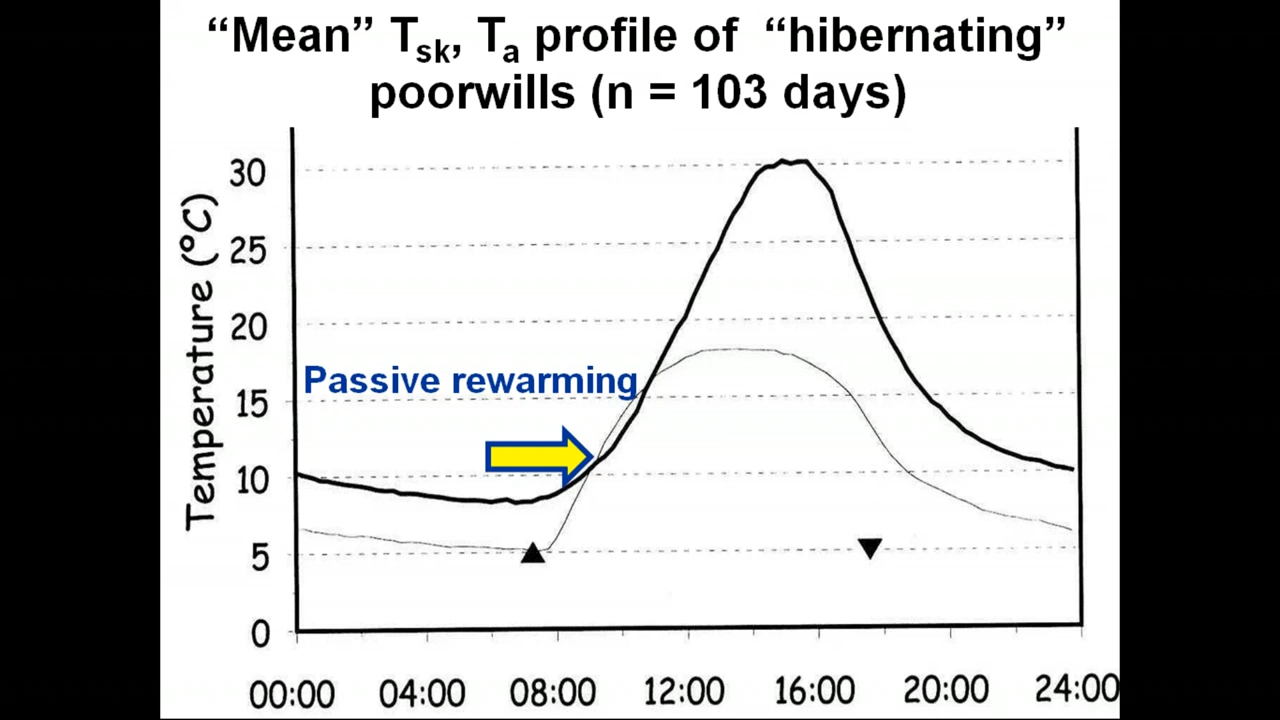 “Mean” Tsk, Ta profile of “hibernating”
poorwills (n = 103 days)
Temperature (°C)
30
25
20
15
10
5
0
Passive rewarming
00:00 04:00 08:00 12:00 16:00 20:00 24:00